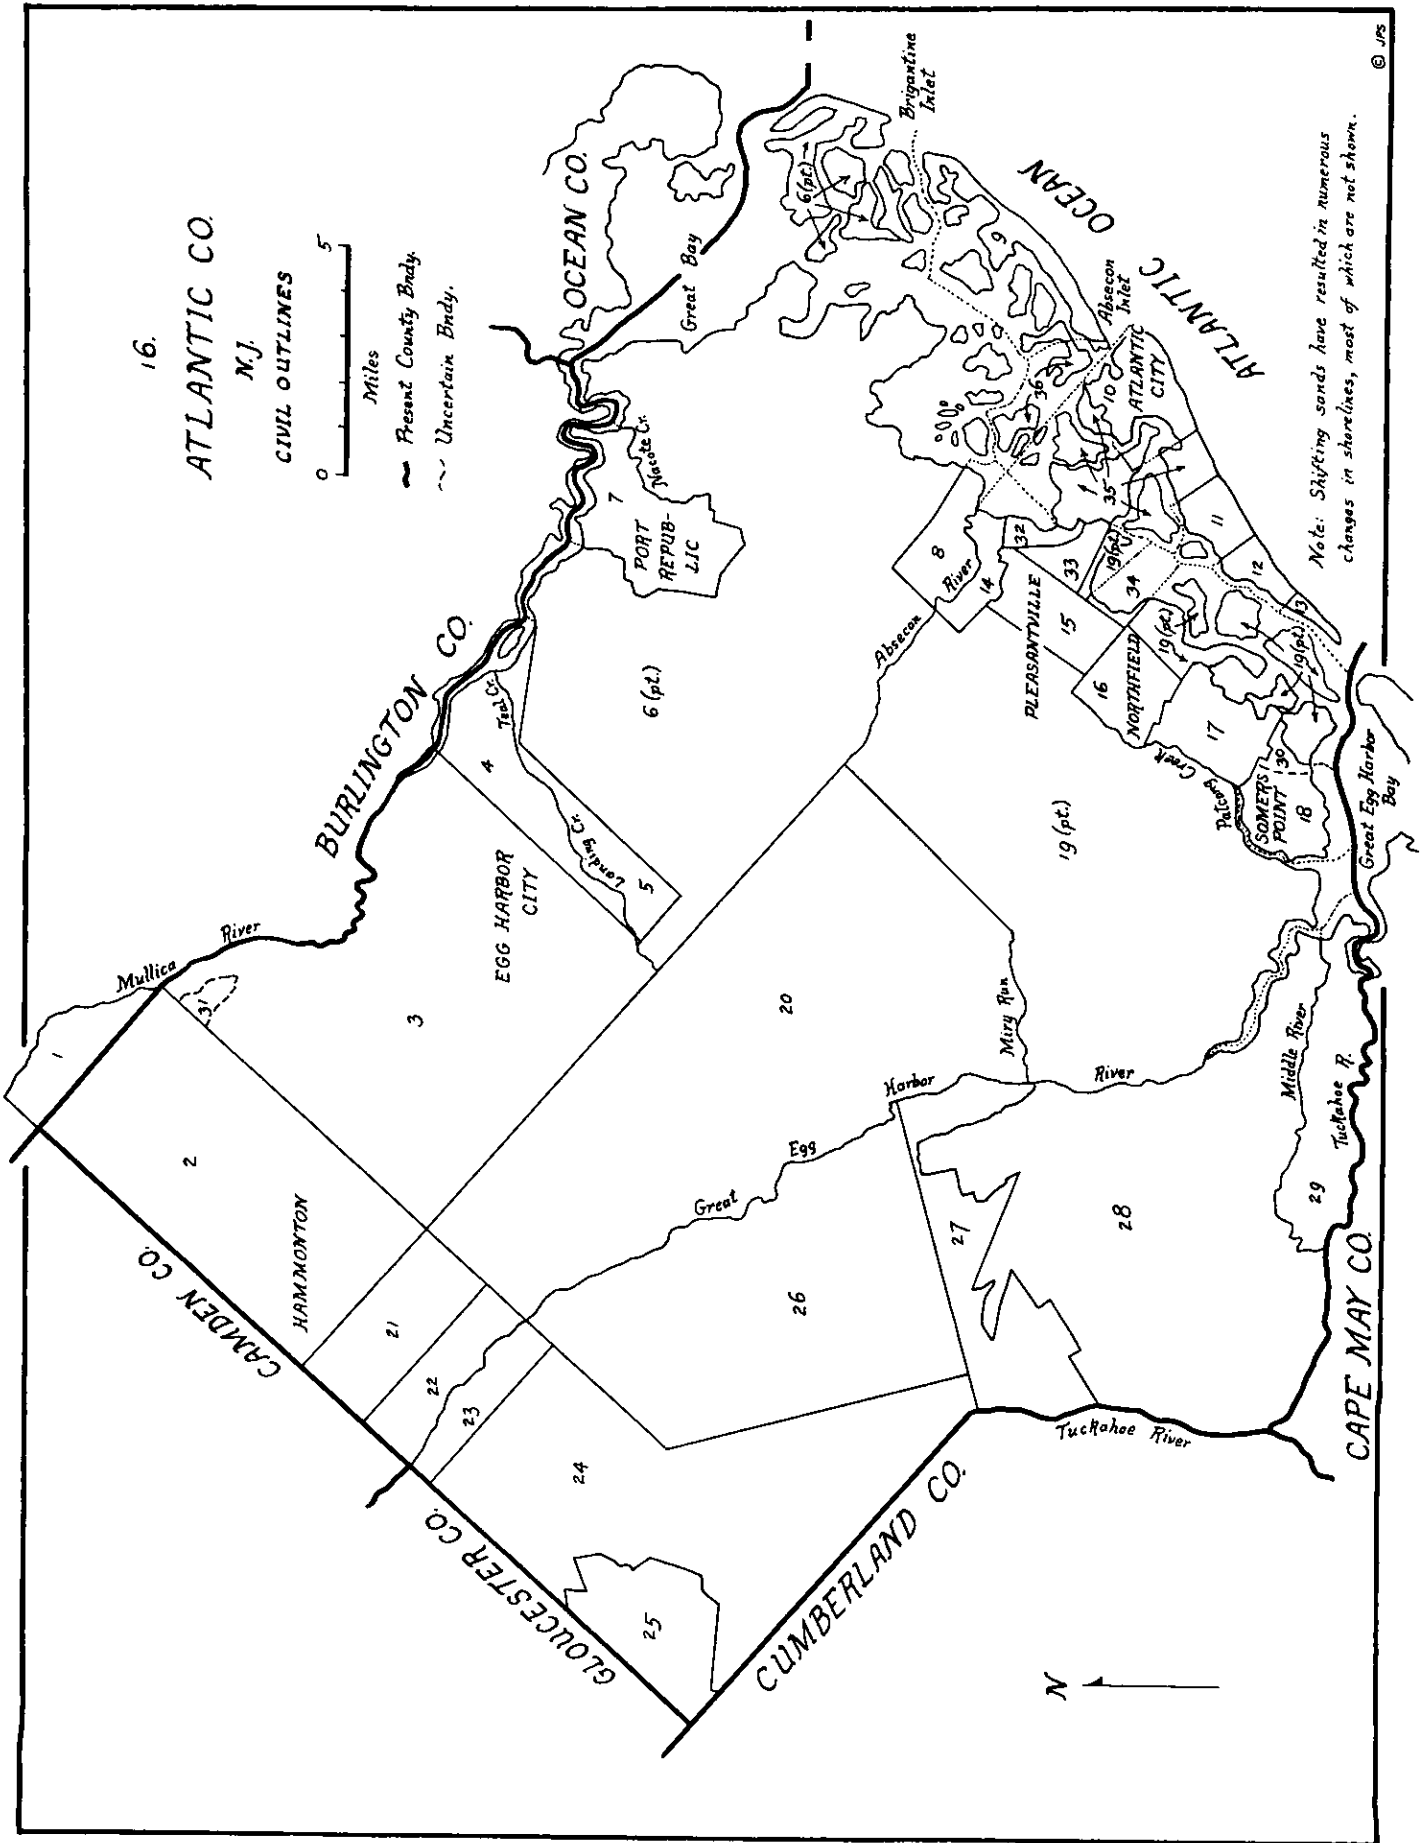 16.
ATLANTIC CO.
N.J.
CIVIL OUTLINES
0 5
Miles
Present County Bndy.
Uncertain Bndy.
BURLINGTON CO.
OCEAN CO.
CAMDEN CO.
GLOUCESTER CO.
CUMBERLAND CO.
CAPE MAY CO.
ATLANTIC OCEAN
Mullica River
1
31
2
3
HAMMONTON
EGG HARBOR
CITY
4
Teal Cr.
Landing Cr.
5
6 (pt.)
7
PORT
REPUB-
LIC
Nacote Cr.
Great Bay
6 (pt.)
Brigantine
Inlet
9
Absecon
Inlet
36
10
ATLANTIC
CITY
35
11
12
13
8
Absecon River
14
32
33
PLEASANTVILLE
15
19 (pt.)
34
16
NORTHFIELD
19 (pt.)
17
19 (pt.)
Patcong Creek
SOMERS
POINT
30
18
Great Egg Harbor
Bay
19 (pt.)
20
Miry Run
Great Egg Harbor River
21
22
23
24
25
26
27
28
29
Middle River
Tuckahoe R.
Tuckahoe River
N
Note: Shifting sands have resulted in numerous
changes in shorelines, most of which are not shown.
© JPS